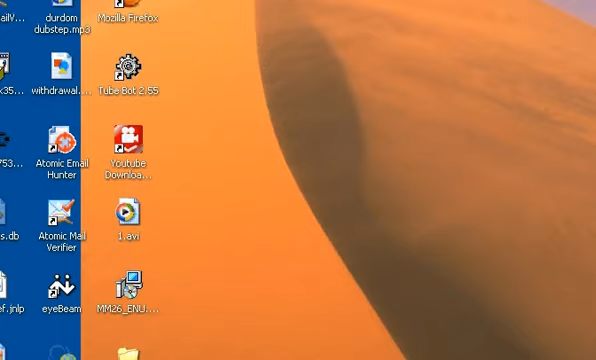 ailV...
durdom
dubstep.mp3
Mozilla Firefox
k35...
withdrawal....
Tube Bot 2.55
753...
Atomic Email
Hunter
Youtube
Downloa...
s.db
Atomic Mail
Verifier
1.avi
ef.jnlp
eyeBeam
MM26_ENU....